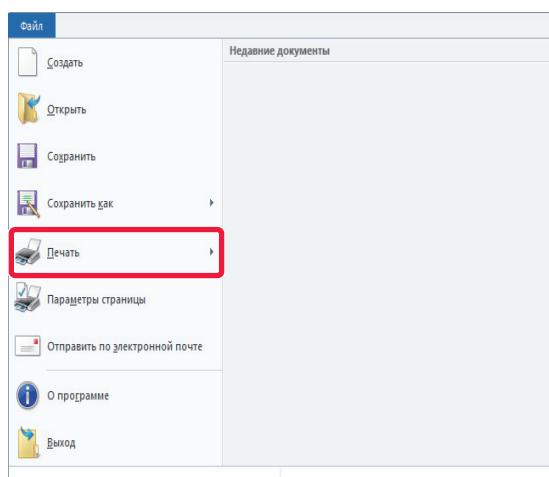 Файл
Недавние документы
Создать
Открыть
Сохранить
Сохранить как
Печать
Параметры страницы
Отправить по электронной почте
О программе
Выход